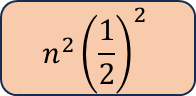 n² (1/2)²